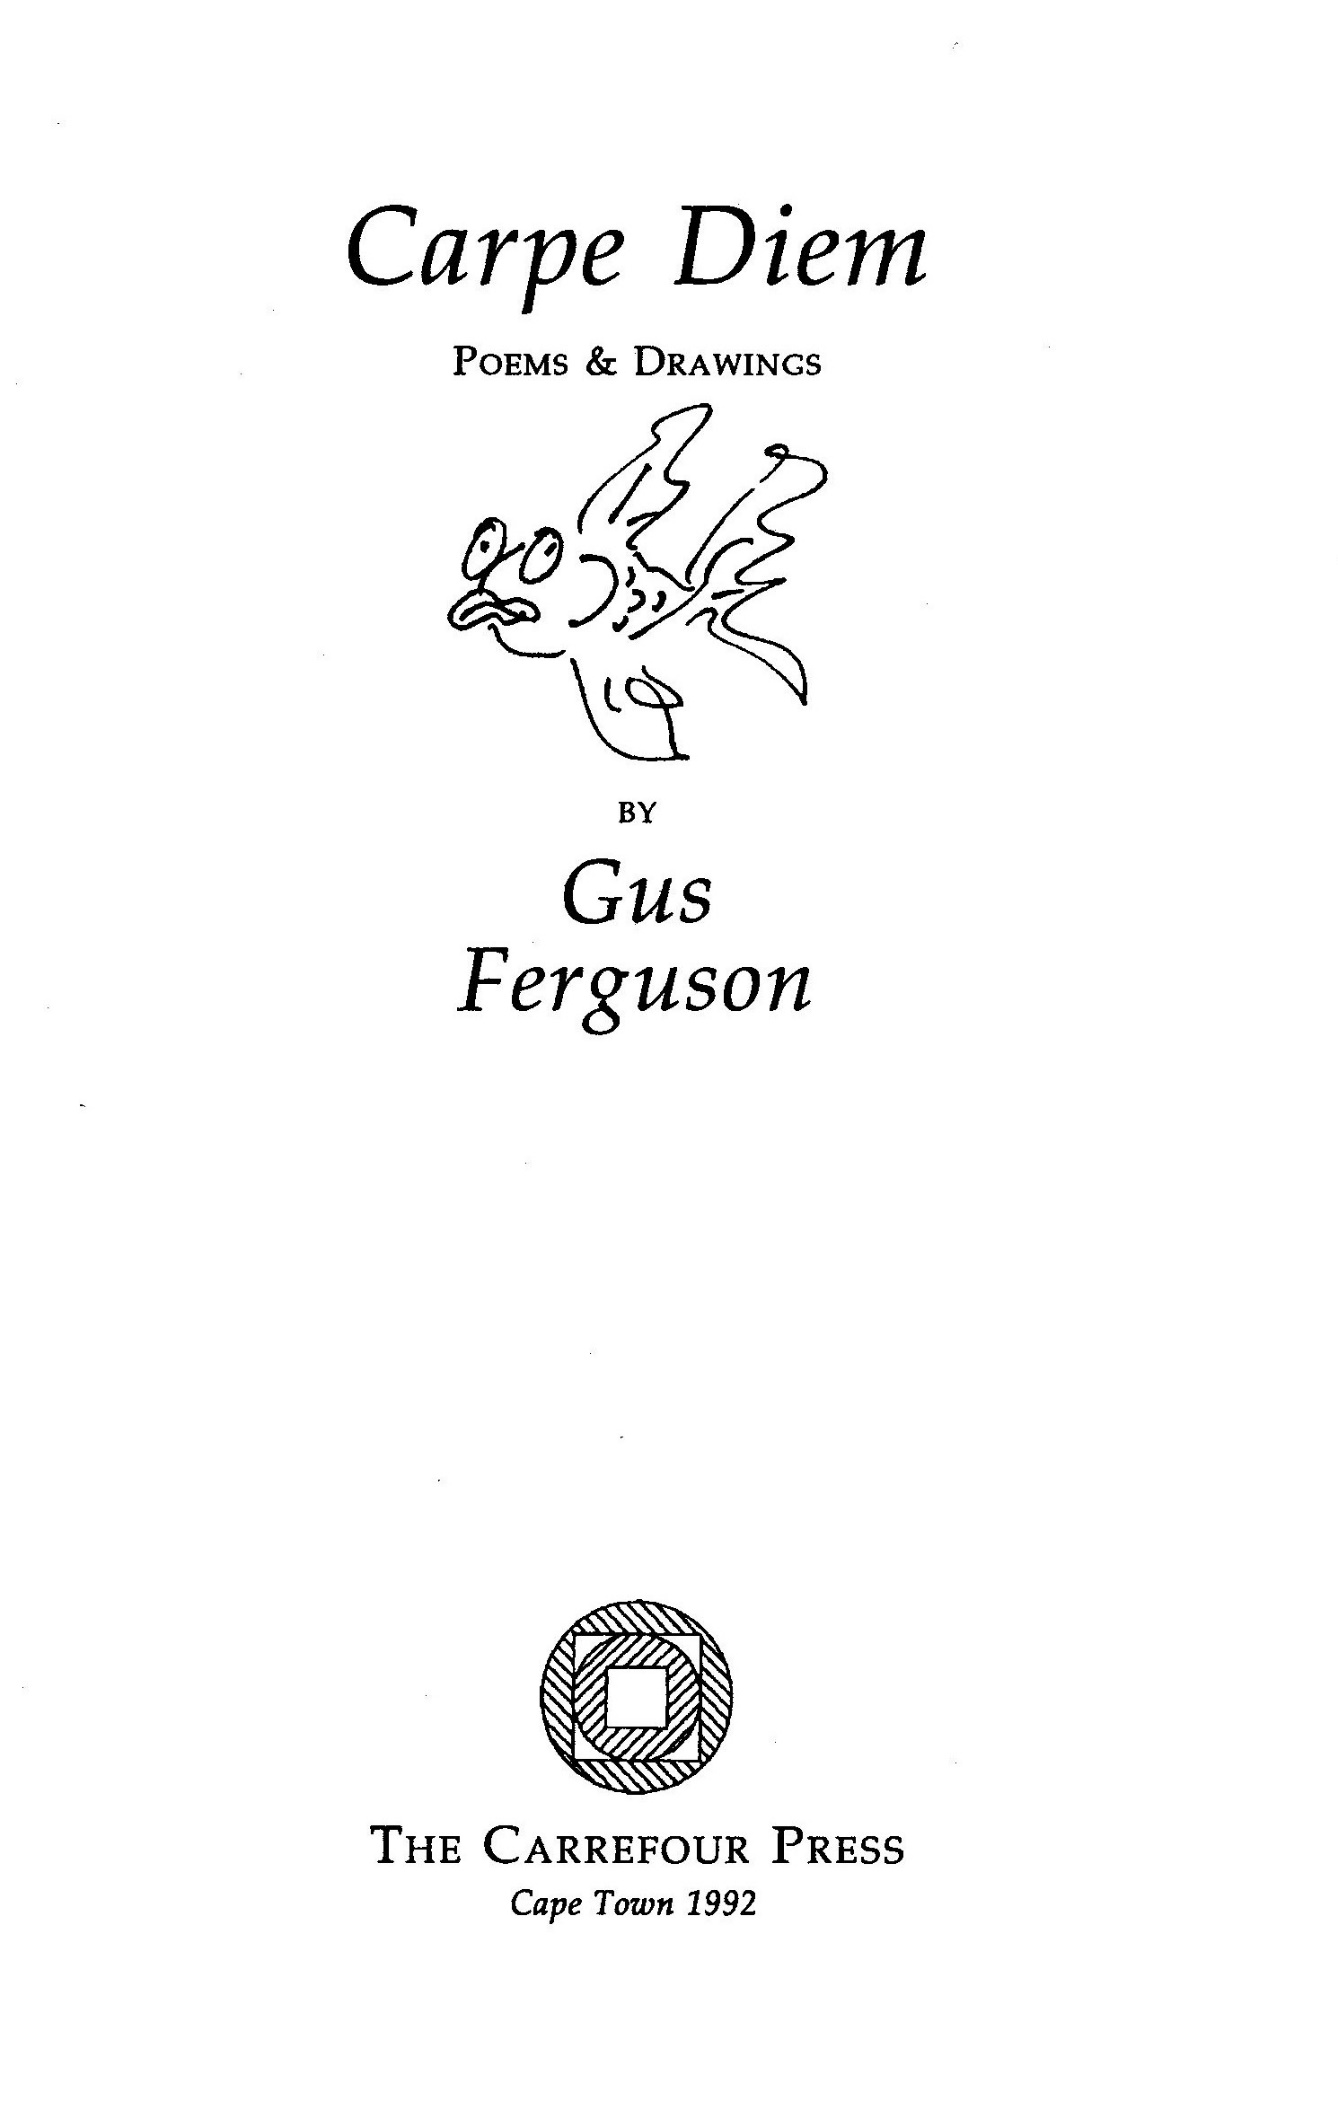 Carpe Diem
POEMS & DRAWINGS
BY
Gus
Ferguson
THE CARREFOUR PRESS
Cape Town 1992